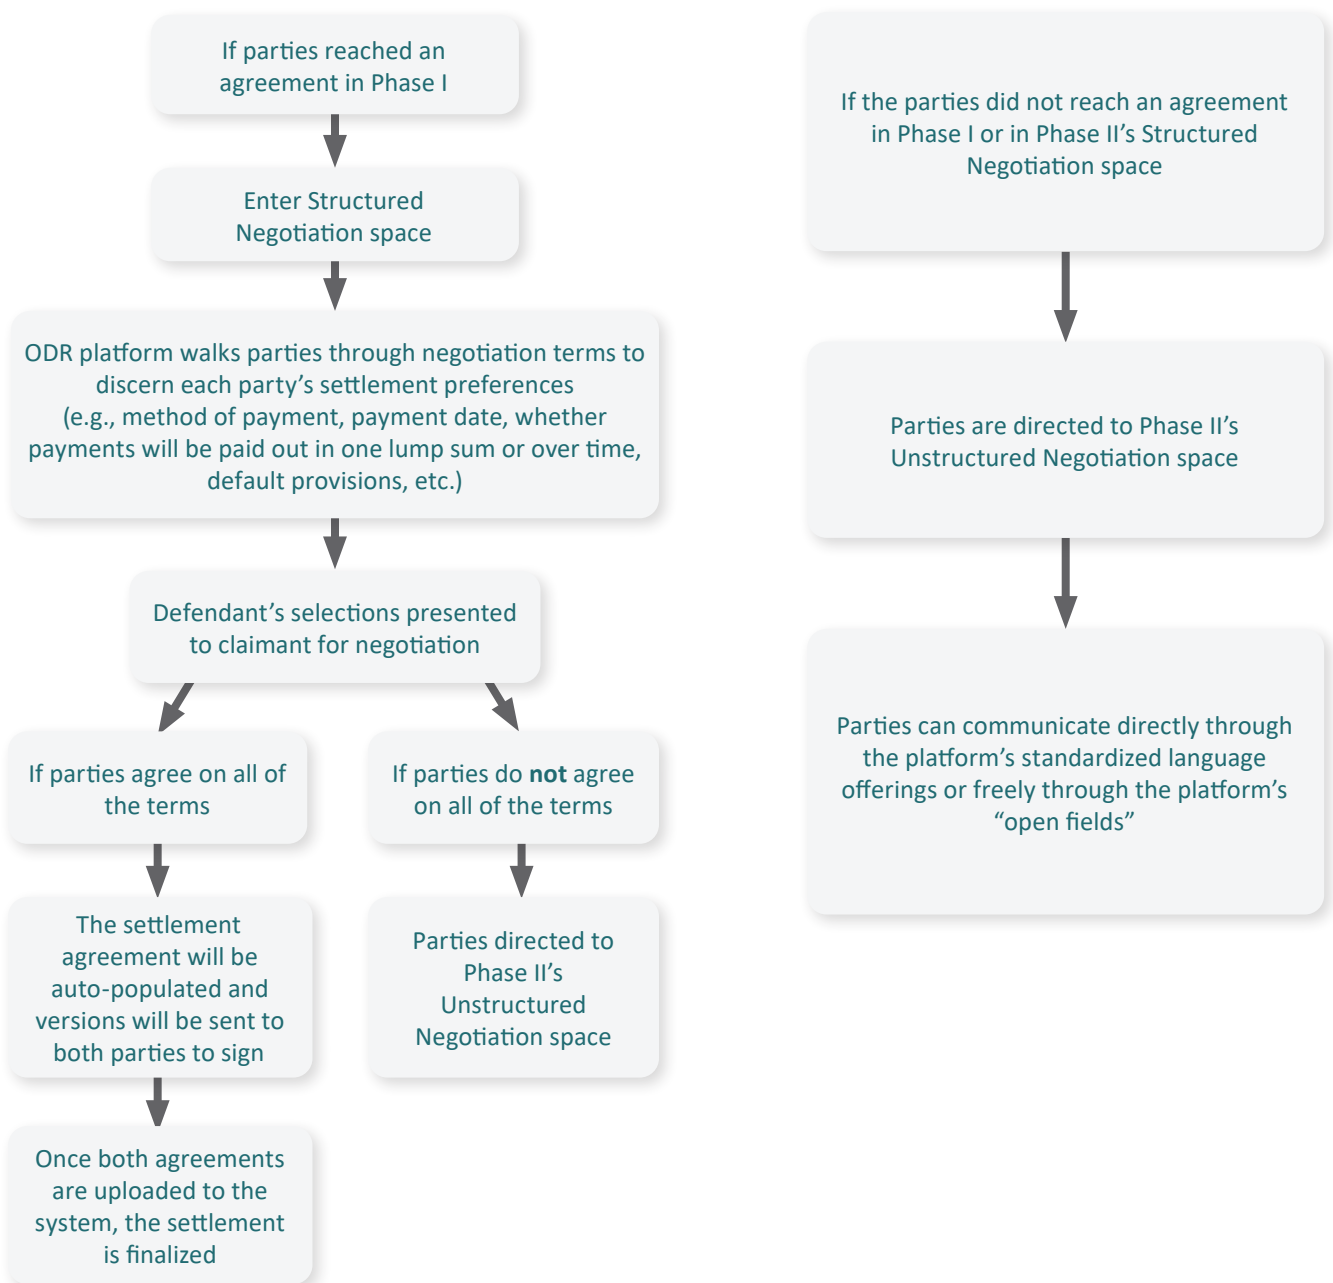 If parties reached an
agreement in Phase I
Enter Structured
Negotiation space
ODR platform walks parties through negotiation terms to
discern each party’s settlement preferences
(e.g., method of payment, payment date, whether
payments will be paid out in one lump sum or over time,
default provisions, etc.)
Defendant’s selections presented
to claimant for negotiation
If parties agree on all of
the terms
The settlement
agreement will be
auto-populated and
versions will be sent to
both parties to sign
Once both agreements
are uploaded to the
system, the settlement
is finalized
If parties do not agree
on all of the terms
Parties directed to
Phase II’s
Unstructured
Negotiation space
If the parties did not reach an agreement
in Phase I or in Phase II’s Structured
Negotiation space
Parties are directed to Phase II’s
Unstructured Negotiation space
Parties can communicate directly through
the platform’s standardized language
offerings or freely through the platform’s
“open fields”